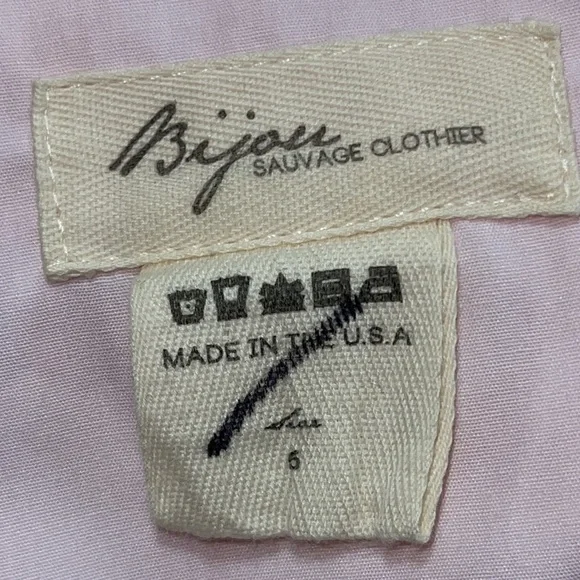 Bijou
SAUVAGE CLOTHIER
MADE IN THE U.S.A
Size
6